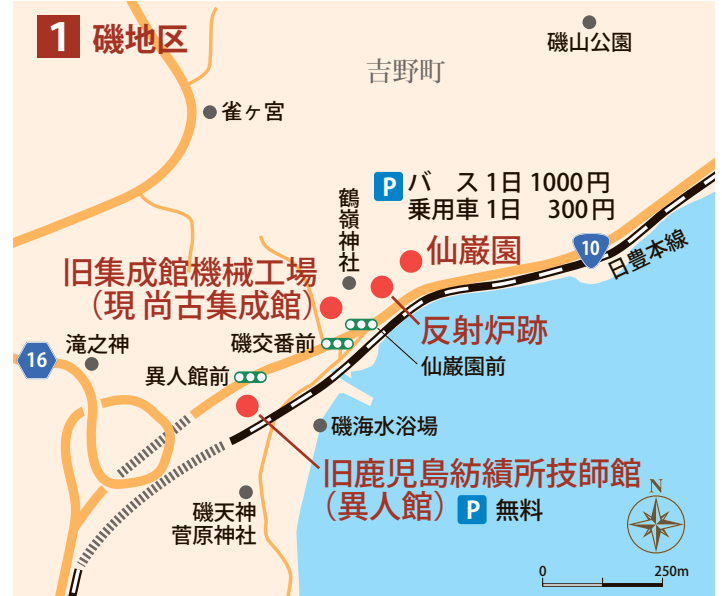 1 磯地区
磯山公園
吉野町
雀ヶ宮
P バス 1日 1000円
乗用車 1日 300円
鶴嶺神社
仙巌園
10
日豊本線
旧集成館機械工場
（現 尚古集成館）
反射炉跡
滝之神
磯交番前
仙巌園前
16
異人館前
磯海水浴場
旧鹿児島紡績所技師館
（異人館） P 無料
磯天神
菅原神社
N
0 250m